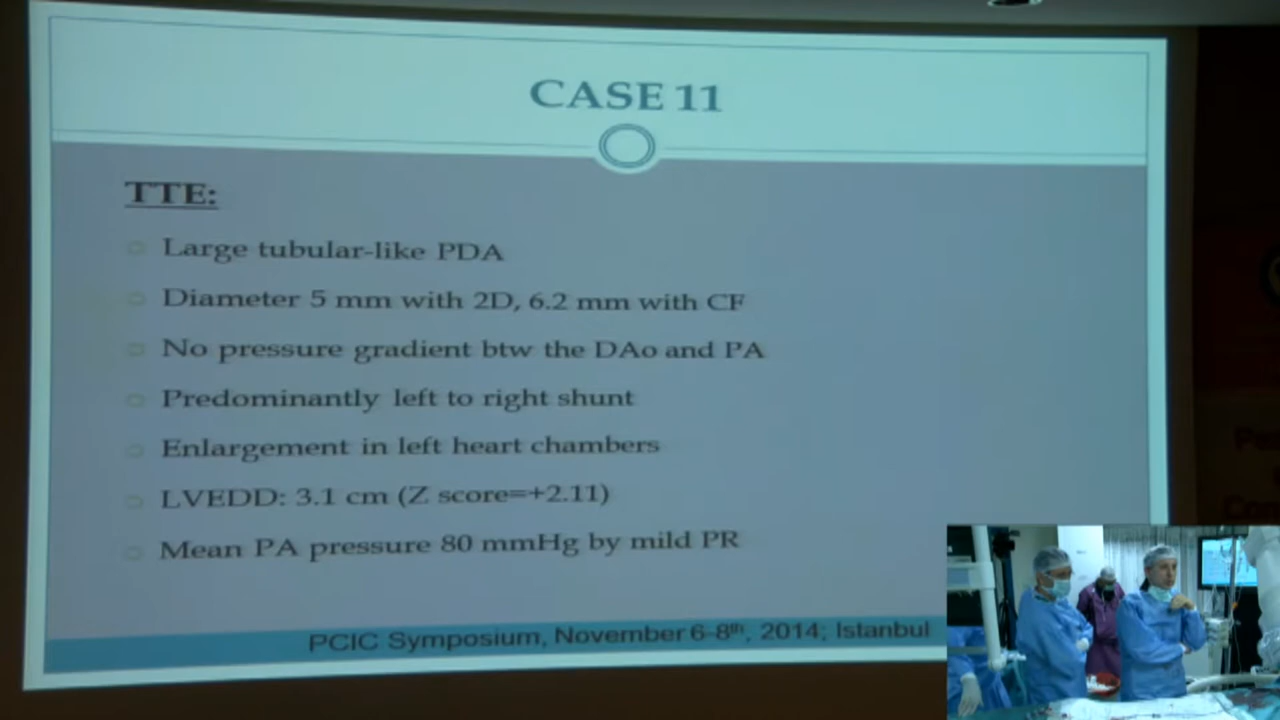 CASE 11
TTE:
Large tubular-like PDA
Diameter 5 mm with 2D, 6.2 mm with CF
No pressure gradient btw the DAo and PA
Predominantly left to right shunt
Enlargement in left heart chambers
LVEDD: 3.1 cm (Z score=+2.11)
Mean PA pressure 80 mmHg by mild PR
PCIC Symposium, November 6-8th, 2014; Istanbul